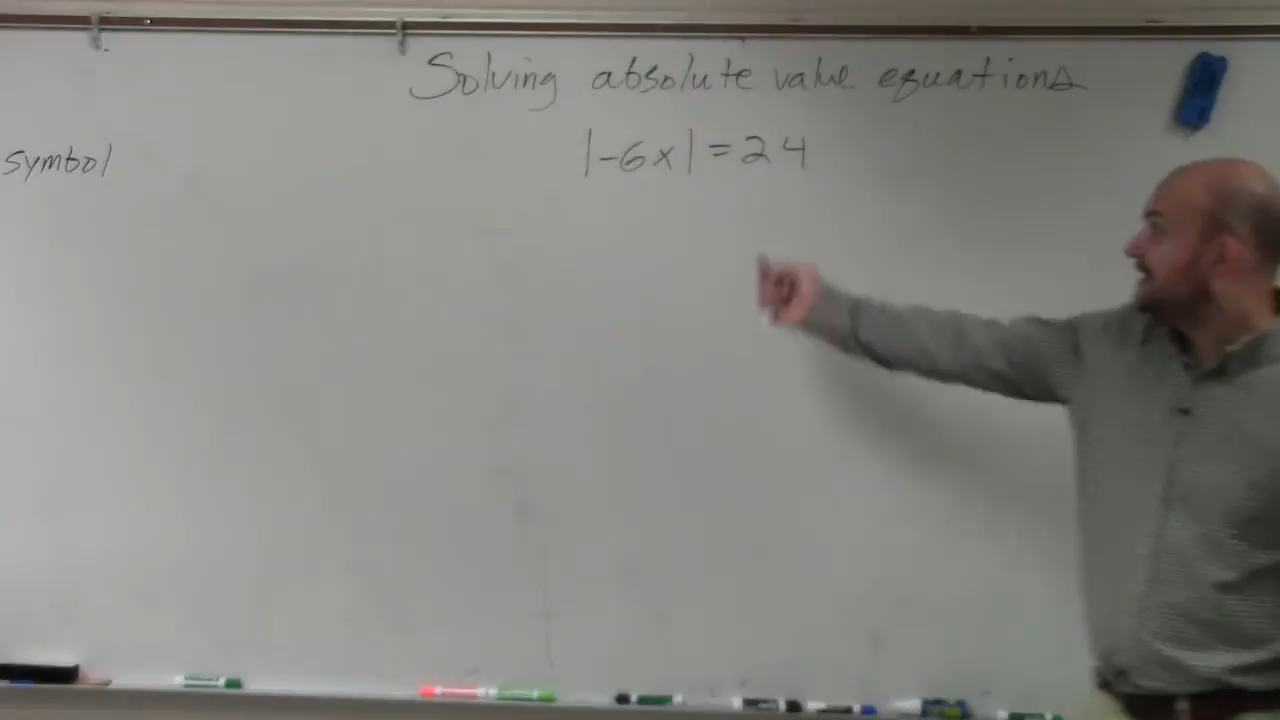 Solving absolute value equations
symbol
|-6x| = 24